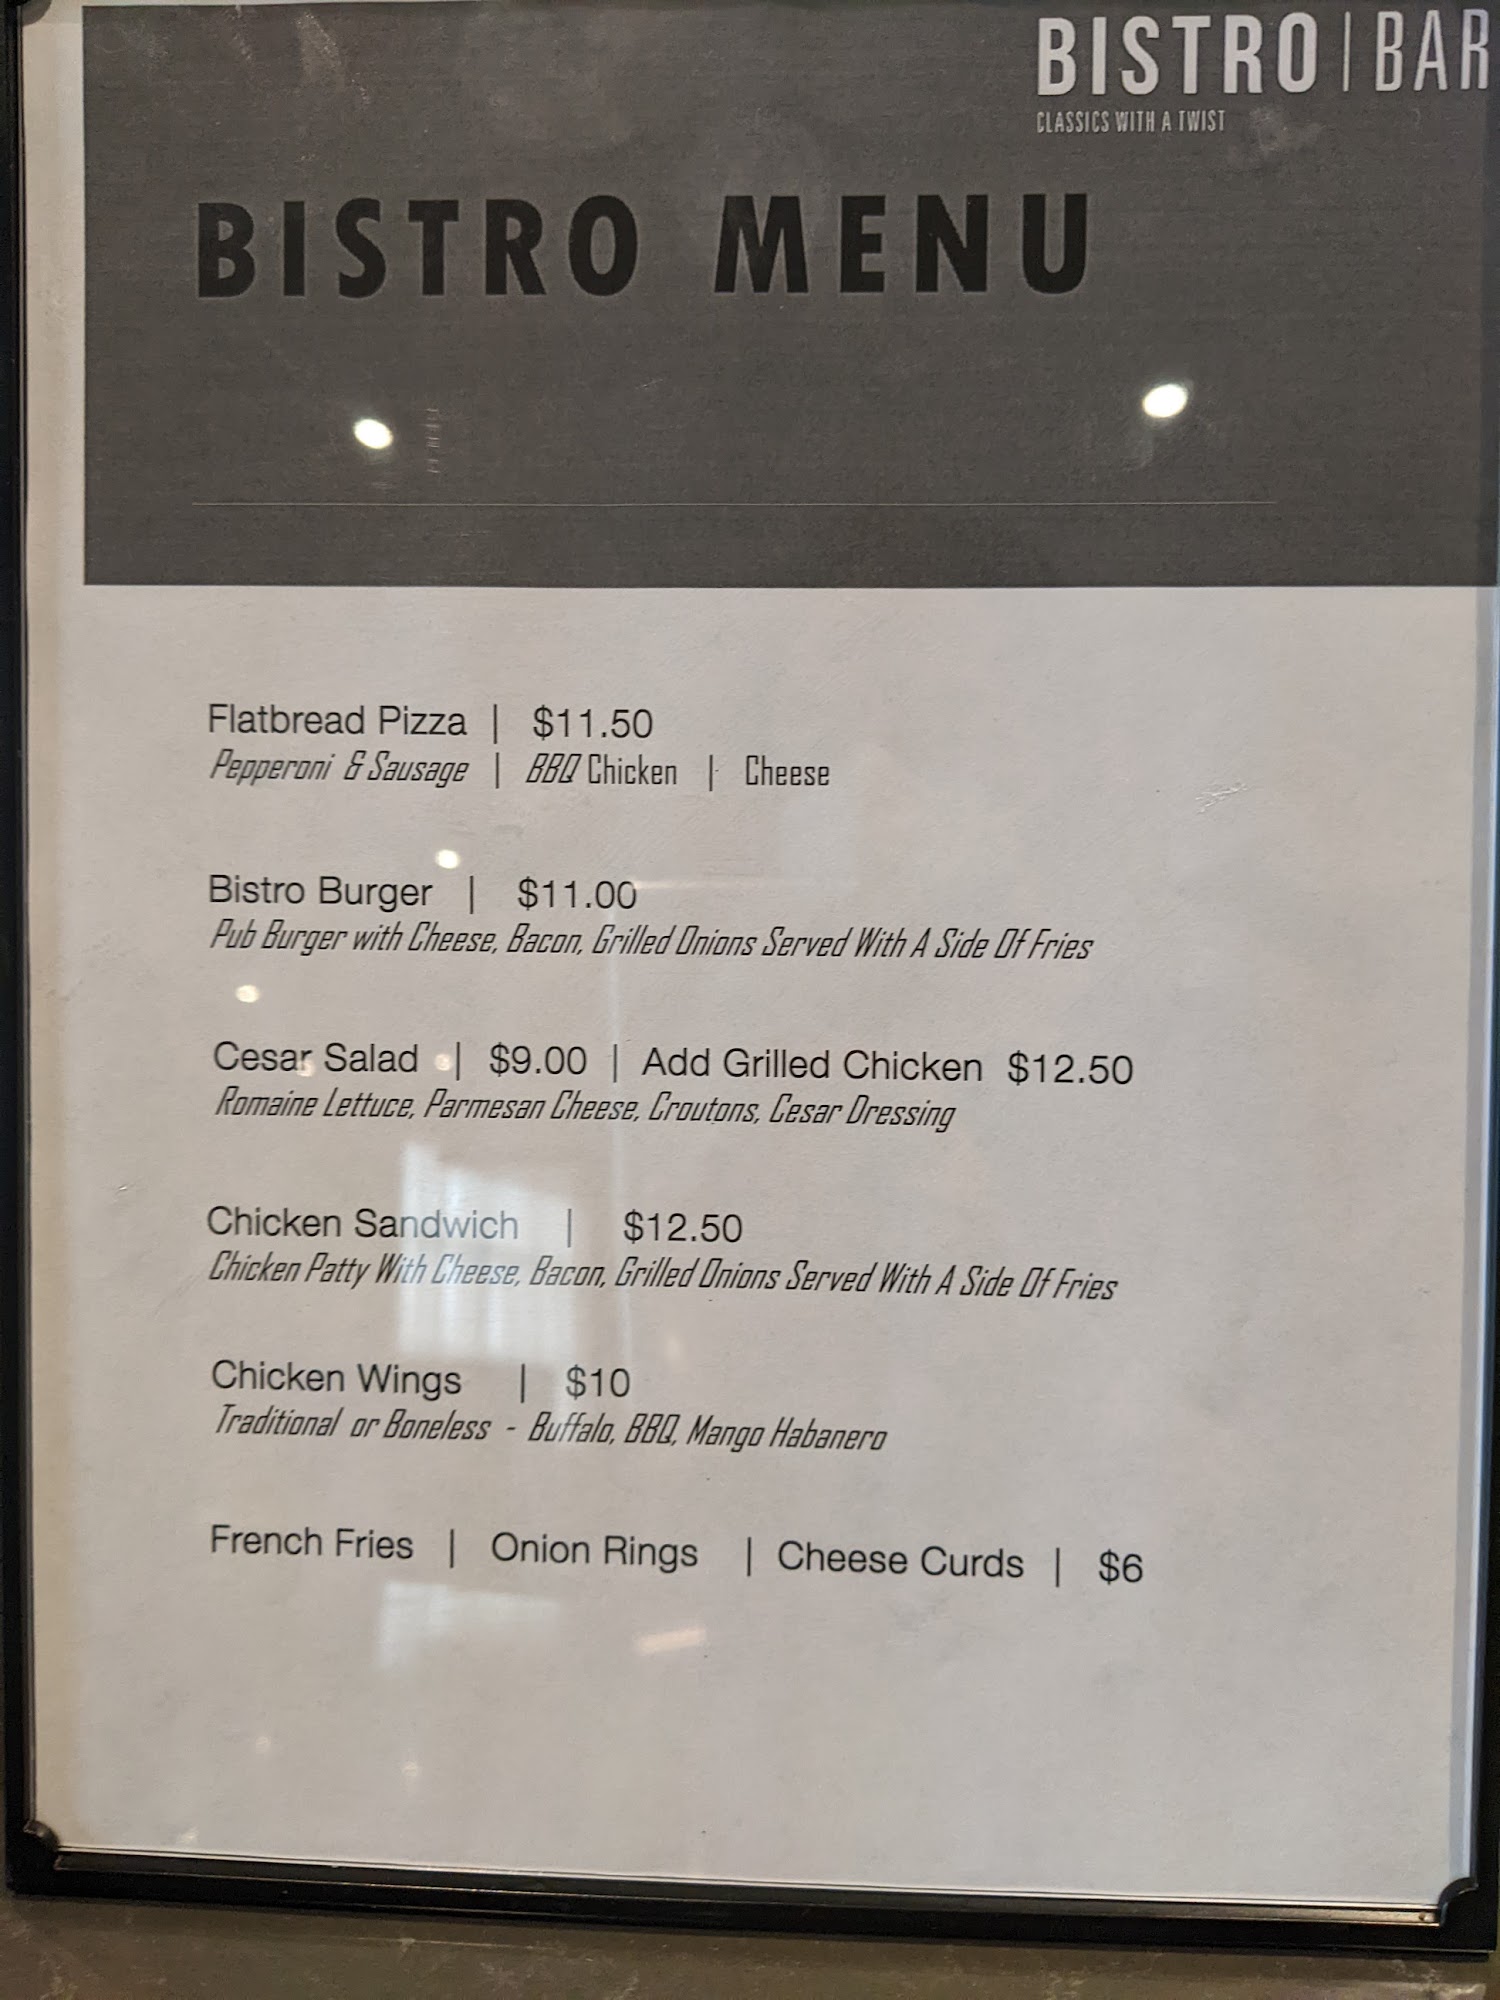 BISTRO | BAR
CLASSICS WITH A TWIST
BISTRO MENU
Flatbread Pizza | $11.50
Pepperoni & Sausage | BBQ Chicken | Cheese
Bistro Burger | $11.00
Pub Burger with Cheese, Bacon, Grilled Onions Served With A Side Of Fries
Cesar Salad | $9.00 | Add Grilled Chicken $12.50
Romaine Lettuce, Parmesan Cheese, Croutons, Cesar Dressing
Chicken Sandwich | $12.50
Chicken Patty With Cheese, Bacon, Grilled Onions Served With A Side Of Fries
Chicken Wings | $10
Traditional or Boneless - Buffalo, BBQ, Mango Habanero
French Fries | Onion Rings | Cheese Curds | $6